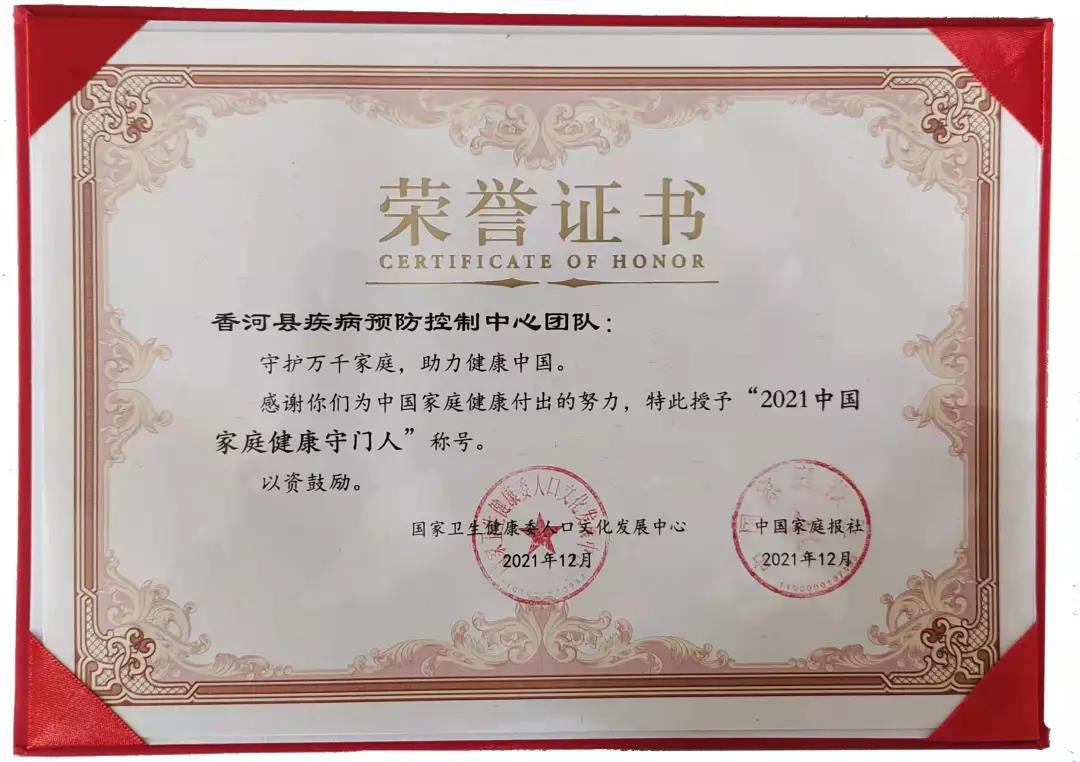 荣誉证书
CERTIFICATE OF HONOR
香河县疾病预防控制中心团队：
守护万千家庭，助力健康中国。
感谢你们为中国家庭健康付出的努力，特此授予“2021中国
家庭健康守门人”称号。
以资鼓励。
国家卫生健康委人口文化发展中心
2021年12月
中国家庭报社
2021年12月